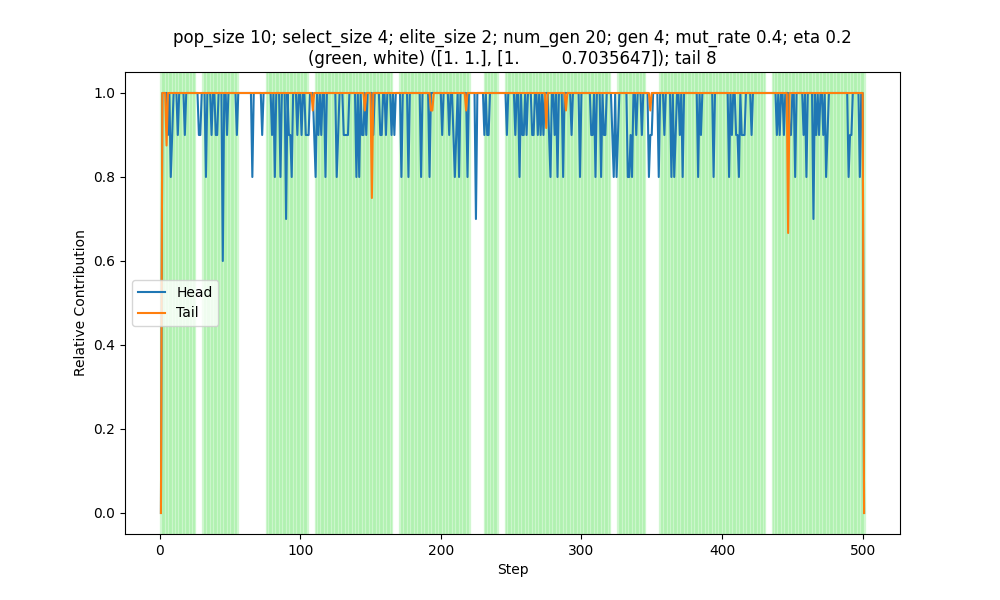 pop_size 10; select_size 4; elite_size 2; num_gen 20; gen 4; mut_rate 0.4; eta 0.2
(green, white) ([1. 1.], [1.        0.7035647]); tail 8
1.0
0.8
0.6
0.4
0.2
0.0
Relative Contribution
Head
Tail
0
100
200
300
400
500
Step